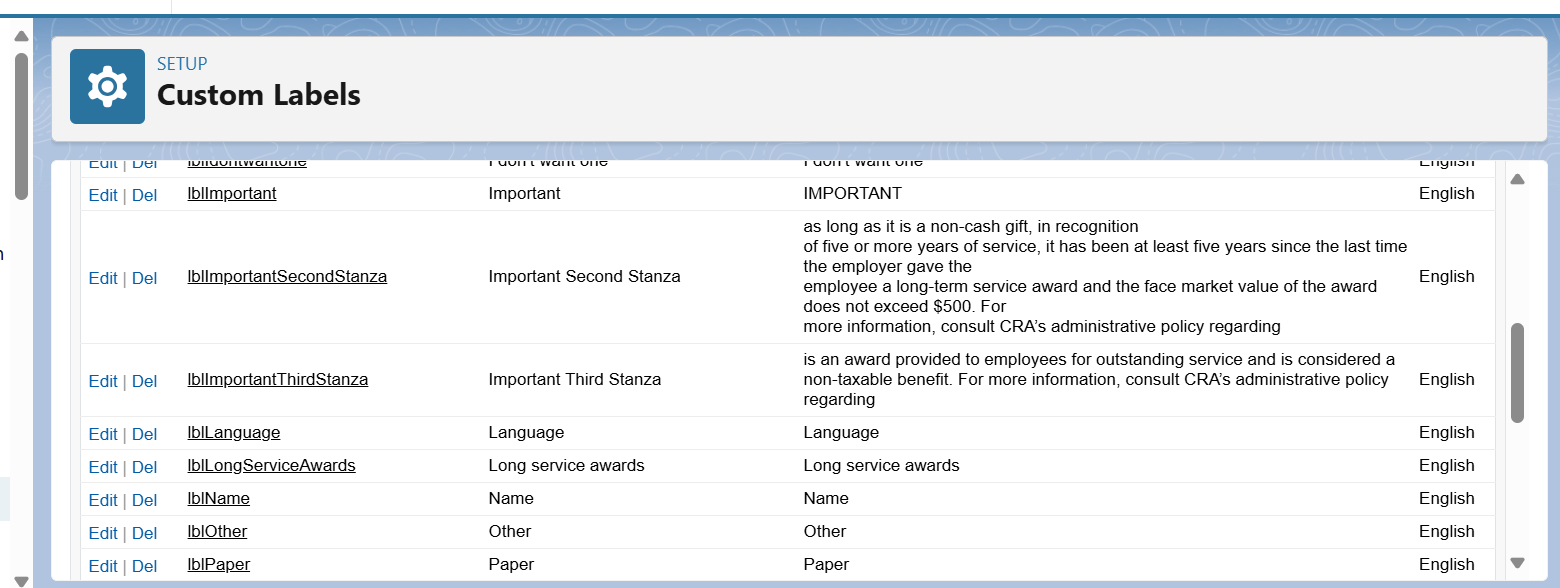 SETUP
Custom Labels
Edit | Del lblIdontwantone I don't want one I don't want one English
Edit | Del lblImportant Important IMPORTANT English
Edit | Del lblImportantSecondStanza Important Second Stanza as long as it is a non-cash gift, in recognition
of five or more years of service, it has been at least five years since the last time
the employer gave the
employee a long-term service award and the face market value of the award
does not exceed $500. For
more information, consult CRA’s administrative policy regarding English
Edit | Del lblImportantThirdStanza Important Third Stanza is an award provided to employees for outstanding service and is considered a
non-taxable benefit. For more information, consult CRA’s administrative policy
regarding English
Edit | Del lblLanguage Language Language English
Edit | Del lblLongServiceAwards Long service awards Long service awards English
Edit | Del lblName Name Name English
Edit | Del lblOther Other Other English
Edit | Del lblPaper Paper Paper English